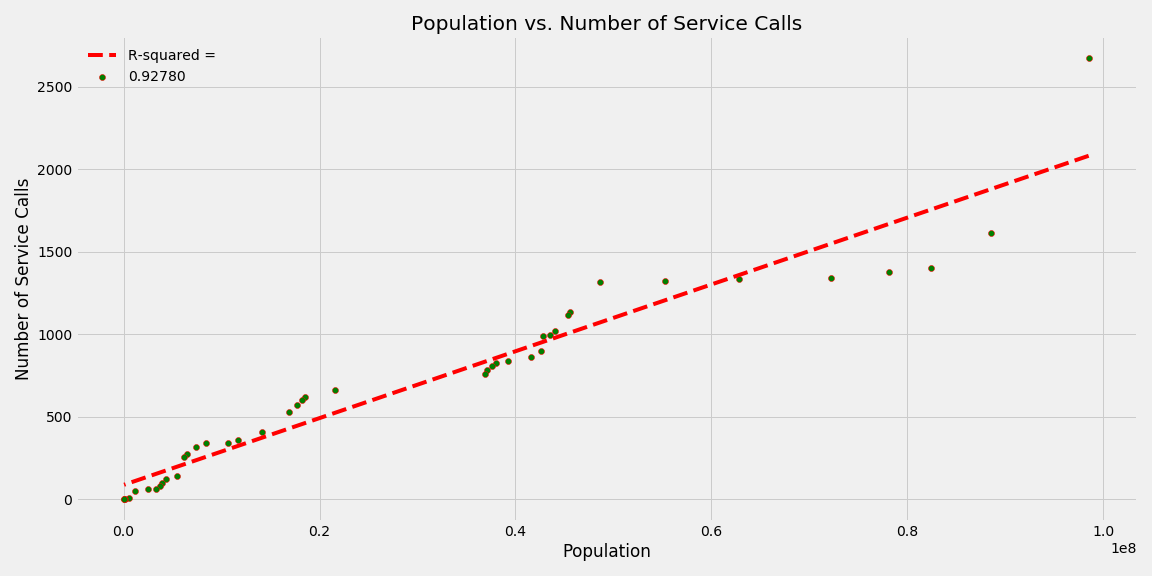 Population vs. Number of Service Calls
R-squared =
0.92780
Number of Service Calls
2500
2000
1500
1000
500
0
0.0 0.2 0.4 0.6 0.8 1.0
1e8
Population